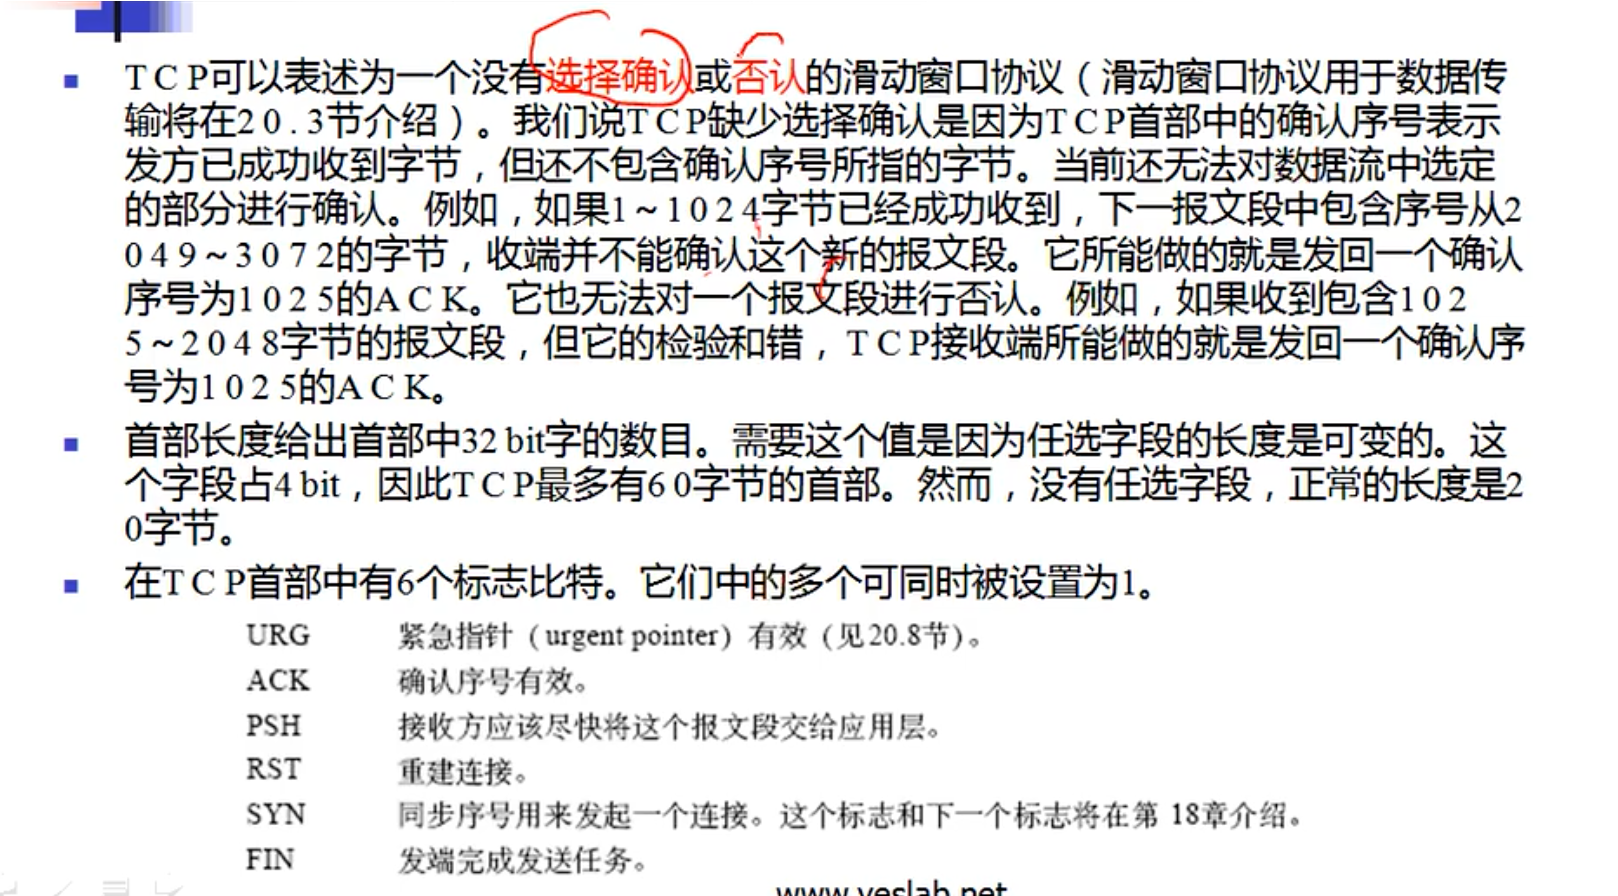 TCP可以表述为一个没有选择确认或否认的滑动窗口协议（滑动窗口协议用于数据传
输将在20.3节介绍）。我们说TCP缺少选择确认是因为TCP首部中的确认序号表示
发方已成功收到字节，但还不包含确认序号所指的字节。当前还无法对数据流中选定
的部分进行确认。例如，如果1～1024字节已经成功收到，下一报文段中包含序号从2
049～3072的字节，收端并不能确认这个新的报文段。它所能做的就是发回一个确认
序号为1025的ACK。它也无法对一个报文段进行否认。例如，如果收到包含102
5～2048字节的报文段，但它的检验和错，TCP接收端所能做的就是发回一个确认序
号为1025的ACK。
首部长度给出首部中32 bit字的数目。需要这个值是因为任选字段的长度是可变的。这
个字段占4 bit，因此TCP最多有60字节的首部。然而，没有任选字段，正常的长度是2
0字节。
在TCP首部中有6个标志比特。它们中的多个可同时被设置为1。
URG 紧急指针（urgent pointer）有效（见20.8节）。
ACK 确认序号有效。
PSH 接收方应该尽快将这个报文段交给应用层。
RST 重建连接。
SYN 同步序号用来发起一个连接。这个标志和下一个标志将在第 18章介绍。
FIN 发端完成发送任务。
www.yeslab.net